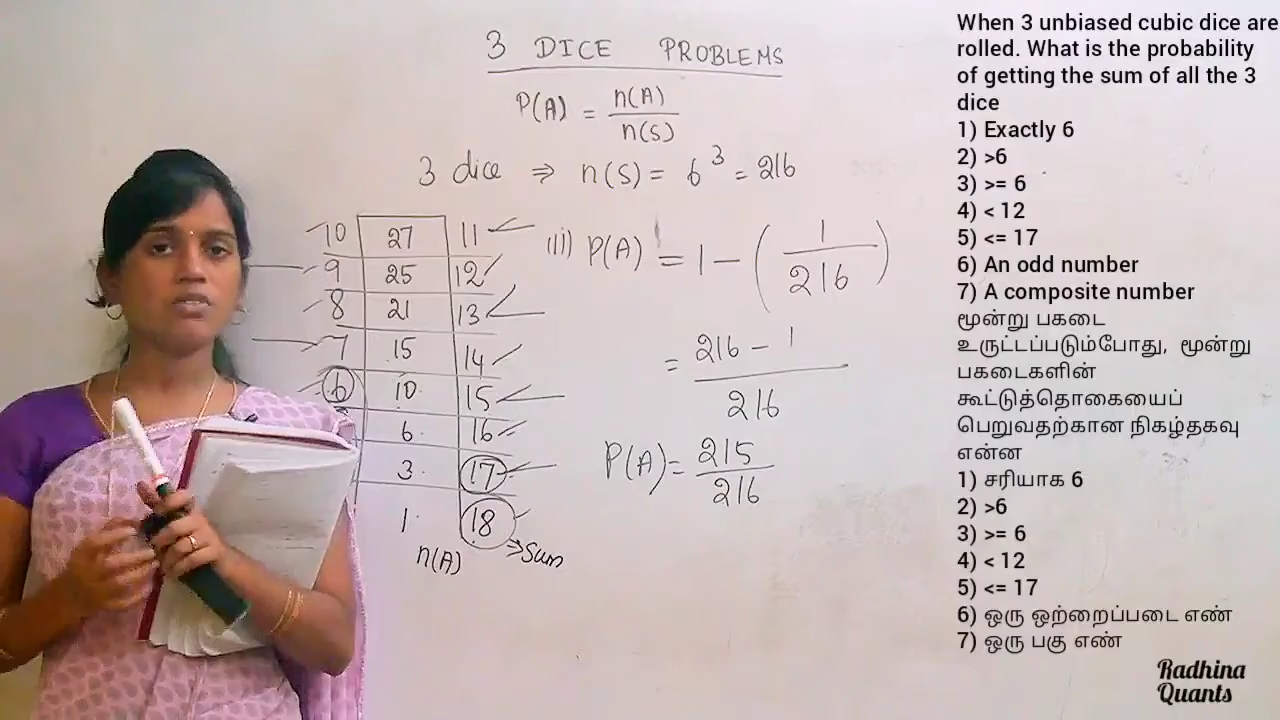 3 DICE PROBLEMS
P(A) = n(A) / n(S)
3 dice ⇒ n(S) = 6³ = 216
10 27 11
9 25 12
8 21 13
7 15 14
6 10 15
6 16
3 17
1 18
n(A) ⇒ Sum
P(A) = 1 - ( 1 / 216 )
= 216 - 1 / 216
P(A) = 215 / 216
When 3 unbiased cubic dice are
rolled. What is the probability
of getting the sum of all the 3
dice
1) Exactly 6
2) >6
3) >= 6
4) < 12
5) <= 17
6) An odd number
7) A composite number
மூன்று பகடை
உருட்டப்படும்போது, மூன்று
பகடைகளின்
கூட்டுத்தொகையைப்
பெறுவதற்கான நிகழ்தகவு
என்ன
1) சரியாக 6
2) >6
3) >= 6
4) < 12
5) <= 17
6) ஒரு ஒற்றைப்படை எண்
7) ஒரு பகு எண்
Radhina
Quants